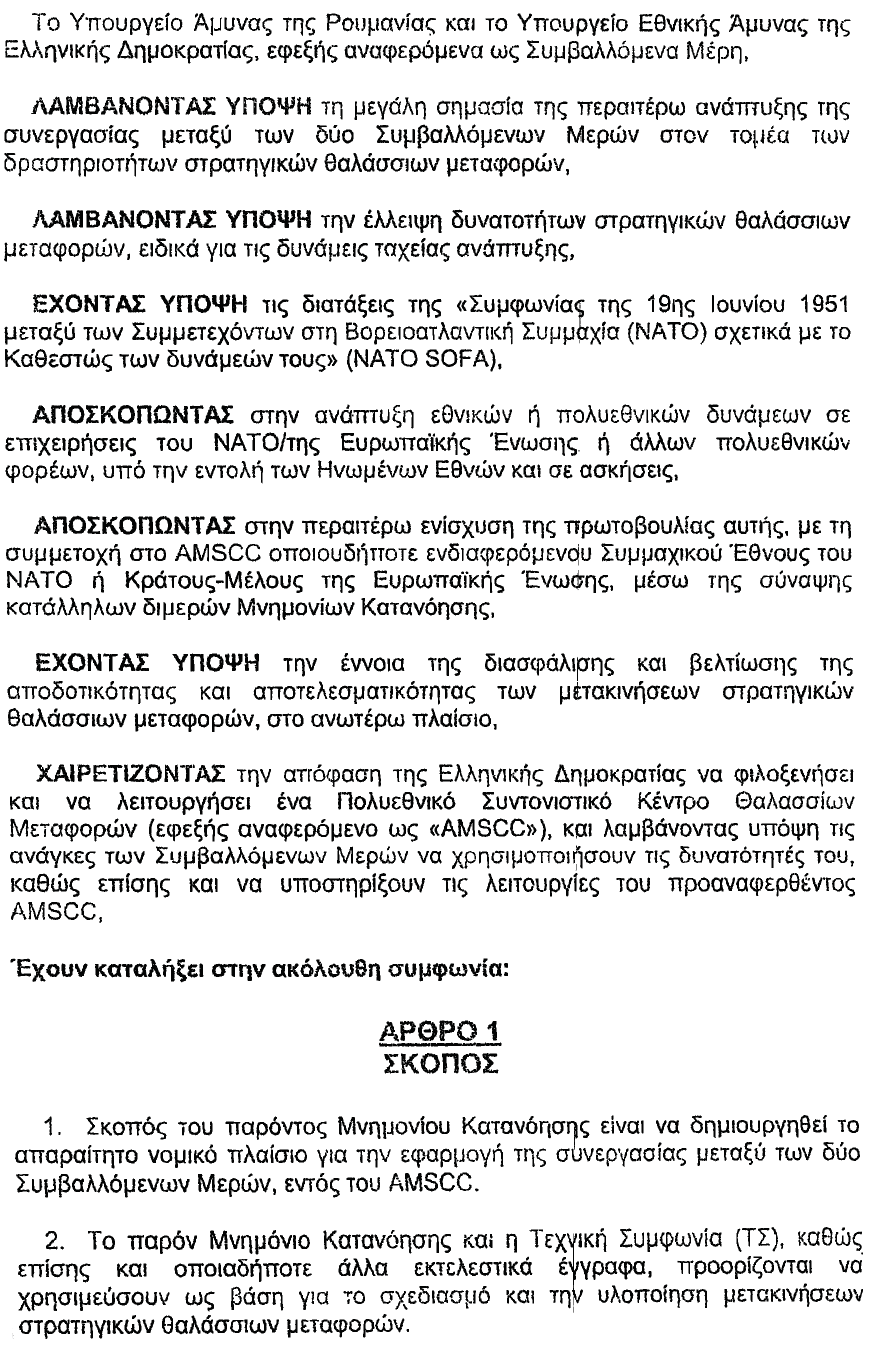 Το Υπουργείο Άμυνας της Ρουμανίας και το Υπουργείο Εθνικής Άμυνας της
Ελληνικής Δημοκρατίας, εφεξής αναφερόμενα ως Συμβαλλόμενα Μέρη,
ΛΑΜΒΑΝΟΝΤΑΣ ΥΠΟΨΗ τη μεγάλη σημασία της περαιτέρω ανάπτυξης της
συνεργασίας μεταξύ των δύο Συμβαλλόμενων Μερών στον τομέα των
δραστηριοτήτων στρατηγικών θαλάσσιων μεταφορών,
ΛΑΜΒΑΝΟΝΤΑΣ ΥΠΟΨΗ την έλλειψη δυνατοτήτων στρατηγικών θαλάσσιων
μεταφορών, ειδικά για τις δυνάμεις ταχείας ανάπτυξης,
ΕΧΟΝΤΑΣ ΥΠΟΨΗ τις διατάξεις της «Συμφωνίας της 19ης Ιουνίου 1951
μεταξύ των Συμμετεχόντων στη Βορειοατλαντική Συμμαχία (NATO) σχετικά με το
Καθεστώς των δυνάμεών τους» (NATO SOFA),
ΑΠΟΣΚΟΠΩΝΤΑΣ στην ανάπτυξη εθνικών ή πολυεθνικών δυνάμεων σε
επιχειρήσεις του NATO/της Ευρωπαϊκής Ένωσης ή άλλων πολυεθνικών
φορέων, υπό την εντολή των Ηνωμένων Εθνών και σε ασκήσεις,
ΑΠΟΣΚΟΠΩΝΤΑΣ στην περαιτέρω ενίσχυση της πρωτοβουλίας αυτής, με τη
συμμετοχή στο AMSCC οποιουδήποτε ενδιαφερόμενου Συμμαχικού Έθνους του
NATO ή Κράτους-Μέλους της Ευρωπαϊκής Ένωσης, μέσω της σύναψης
κατάλληλων διμερών Μνημονίων Κατανόησης,
ΕΧΟΝΤΑΣ ΥΠΟΨΗ την έννοια της διασφάλισης και βελτίωσης της
αποδοτικότητας και αποτελεσματικότητας των μετακινήσεων στρατηγικών
θαλάσσιων μεταφορών, στο ανωτέρω πλαίσιο,
ΧΑΙΡΕΤΙΖΟΝΤΑΣ την απόφαση της Ελληνικής Δημοκρατίας να φιλοξενήσει
και να λειτουργήσει ένα Πολυεθνικό Συντονιστικό Κέντρο Θαλασσίων
Μεταφορών (εφεξής αναφερόμενο ως «AMSCC»), και λαμβάνοντας υπόψη τις
ανάγκες των Συμβαλλόμενων Μερών να χρησιμοποιήσουν τις δυνατότητές του,
καθώς επίσης και να υποστηρίξουν τις λειτουργίες του προαναφερθέντος
AMSCC,
Έχουν καταλήξει στην ακόλουθη συμφωνία:
ΑΡΘΡΟ 1
ΣΚΟΠΟΣ
1. Σκοπός του παρόντος Μνημονίου Κατανόησης είναι να δημιουργηθεί το
απαραίτητο νομικό πλαίσιο για την εφαρμογή της συνεργασίας μεταξύ των δύο
Συμβαλλόμενων Μερών, εντός του AMSCC.
2. Το παρόν Μνημόνιο Κατανόησης και η Τεχνική Συμφωνία (ΤΣ), καθώς
επίσης και οποιαδήποτε άλλα εκτελεστικά έγγραφα, προορίζονται να
χρησιμεύσουν ως βάση για το σχεδιασμό και την υλοποίηση μετακινήσεων
στρατηγικών θαλάσσιων μεταφορών.